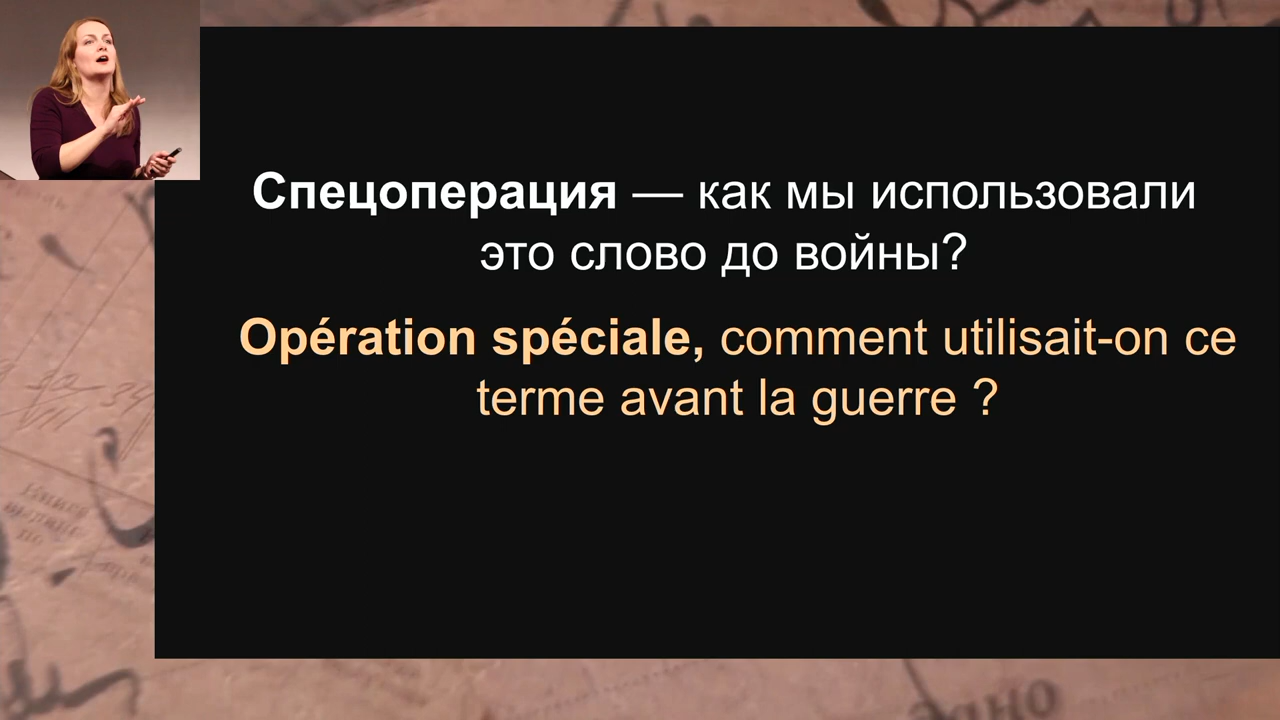 Спецоперация — как мы использовали
это слово до войны?
Opération spéciale, comment utilisait-on ce
terme avant la guerre ?